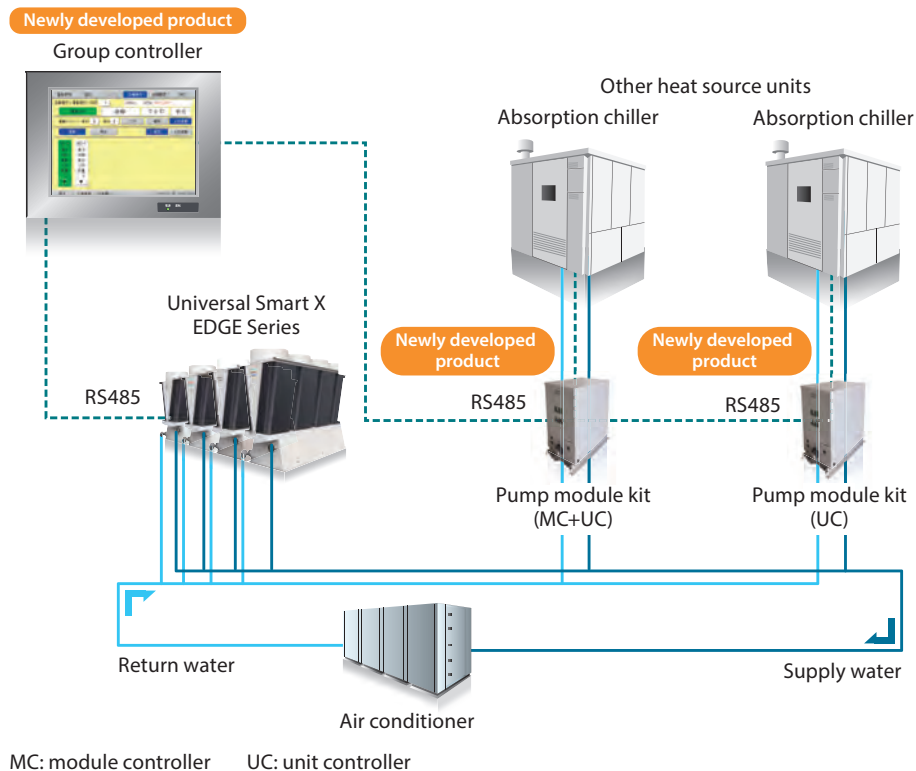 Newly developed product
Group controller
Other heat source units
Absorption chiller
Absorption chiller
Universal Smart X
EDGE Series
Newly developed
product
Newly developed
product
RS485
RS485
RS485
Pump module kit
(MC+UC)
Pump module kit
(UC)
Return water
Supply water
Air conditioner
MC: module controller UC: unit controller